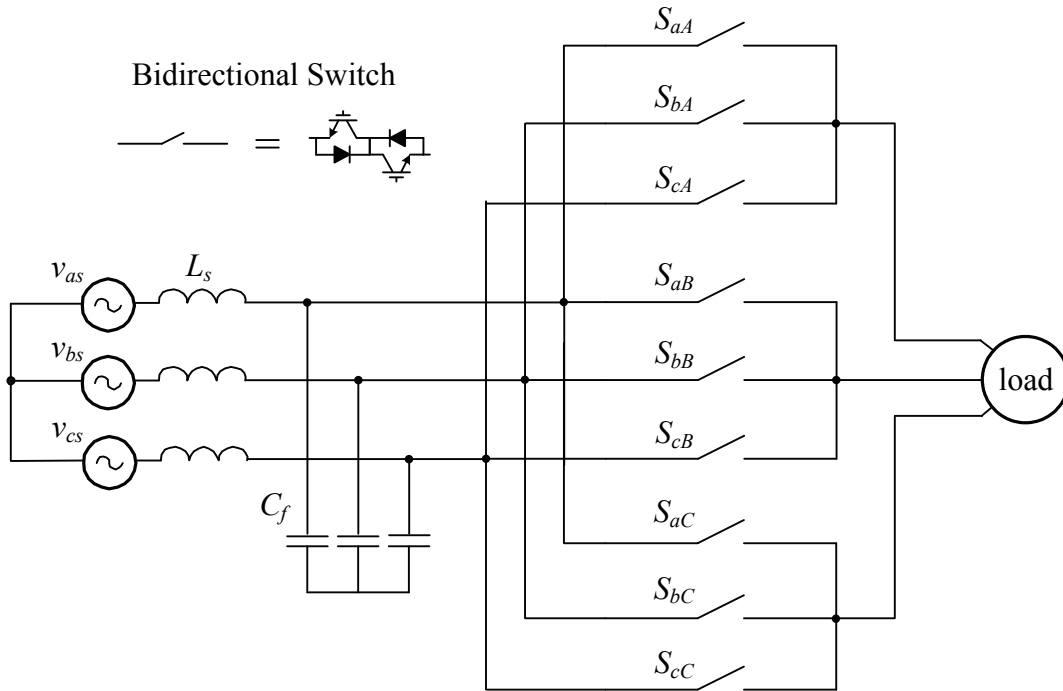 S_aA
Bidirectional Switch
S_bA
=
S_cA
v_as
L_s
S_aB
v_bs
S_bB
load
v_cs
S_cB
C_f
S_aC
S_bC
S_cC